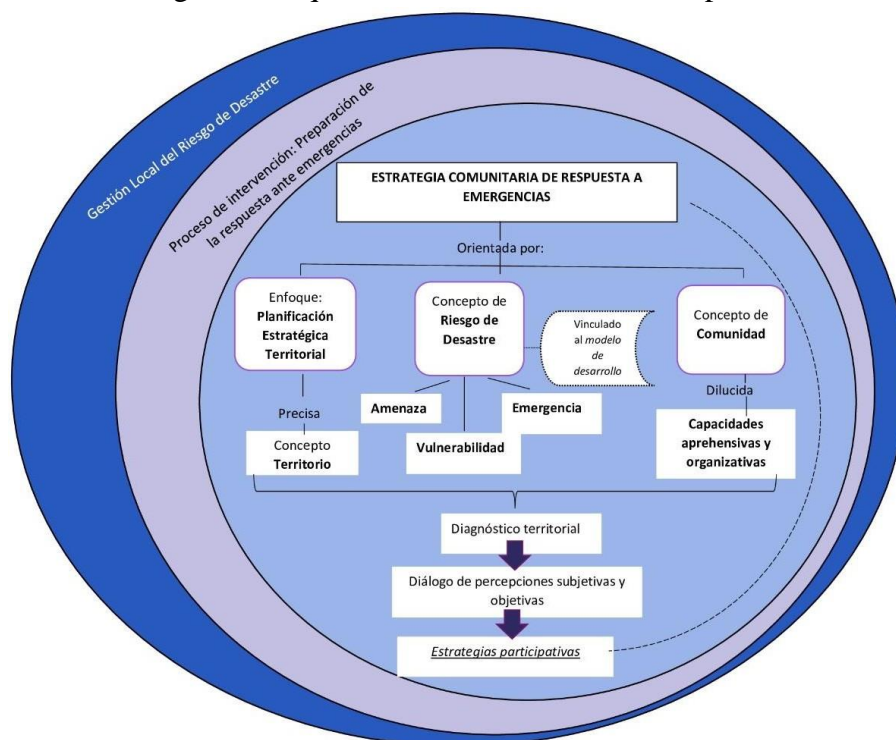 Gestión Local del Riesgo de Desastre
Proceso de intervención: Preparación de
la respuesta ante emergencias
ESTRATEGIA COMUNITARIA DE RESPUESTA A
EMERGENCIAS
Orientada por:
Enfoque:
Planificación
Estratégica
Territorial
Concepto de
Riesgo de
Desastre
Vinculado
al modelo
de
desarrollo
Concepto de
Comunidad
Precisa
Amenaza
Emergencia
Dilucida
Concepto
Territorio
Vulnerabilidad
Capacidades
aprehensivas y
organizativas
Diagnóstico territorial
Diálogo de percepciones subjetivas y
objetivas
Estrategias participativas